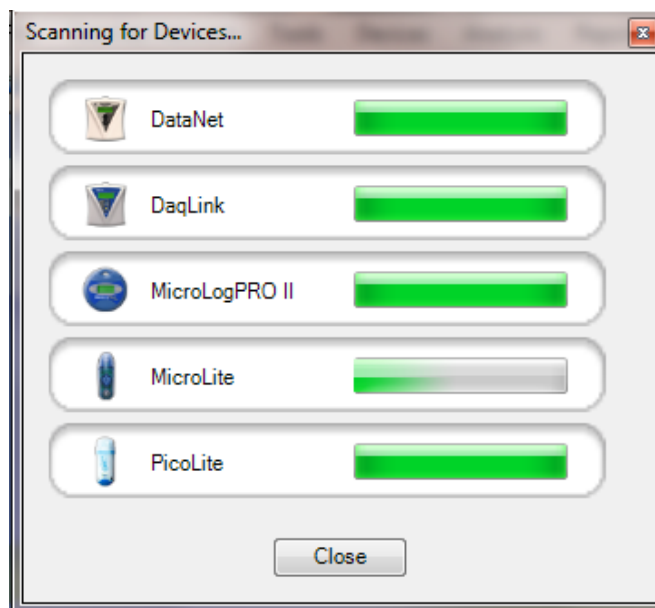 Scanning for Devices...
DataNet
DaqLink
MicroLogPRO II
MicroLite
PicoLite
Close